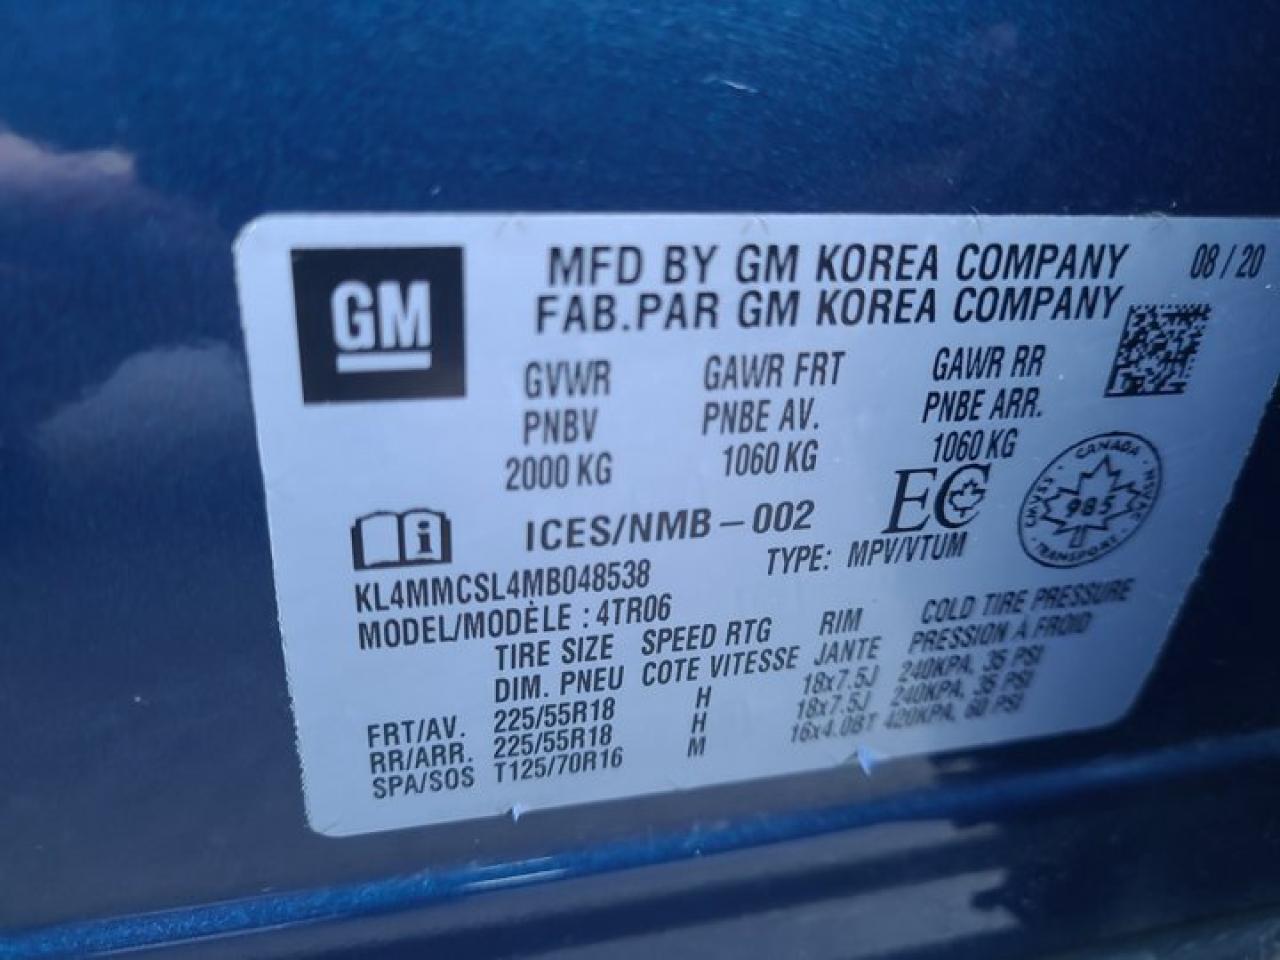 GM
MFD BY GM KOREA COMPANY 08/20
FAB.PAR GM KOREA COMPANY
GVWR GAWR FRT GAWR RR
PNBV PNBE AV. PNBE ARR.
2000 KG 1060 KG 1060 KG
i ICES/NMB-002 EC
CANADA
985
TRANSPORT
KL4MMCSL4MB048538 TYPE: MPV/VTUM
MODEL/MODÈLE : 4TR06
TIRE SIZE SPEED RTG RIM COLD TIRE PRESSURE
DIM. PNEU COTE VITESSE JANTE PRESSION À FROID
FRT/AV. 225/55R18 H 18x7.5J 240KPA, 35 PSI
RR/ARR. 225/55R18 H 18x7.5J 240KPA, 35 PSI
SPA/SOS T125/70R16 M 16x4.0BT 420KPA, 60 PSI